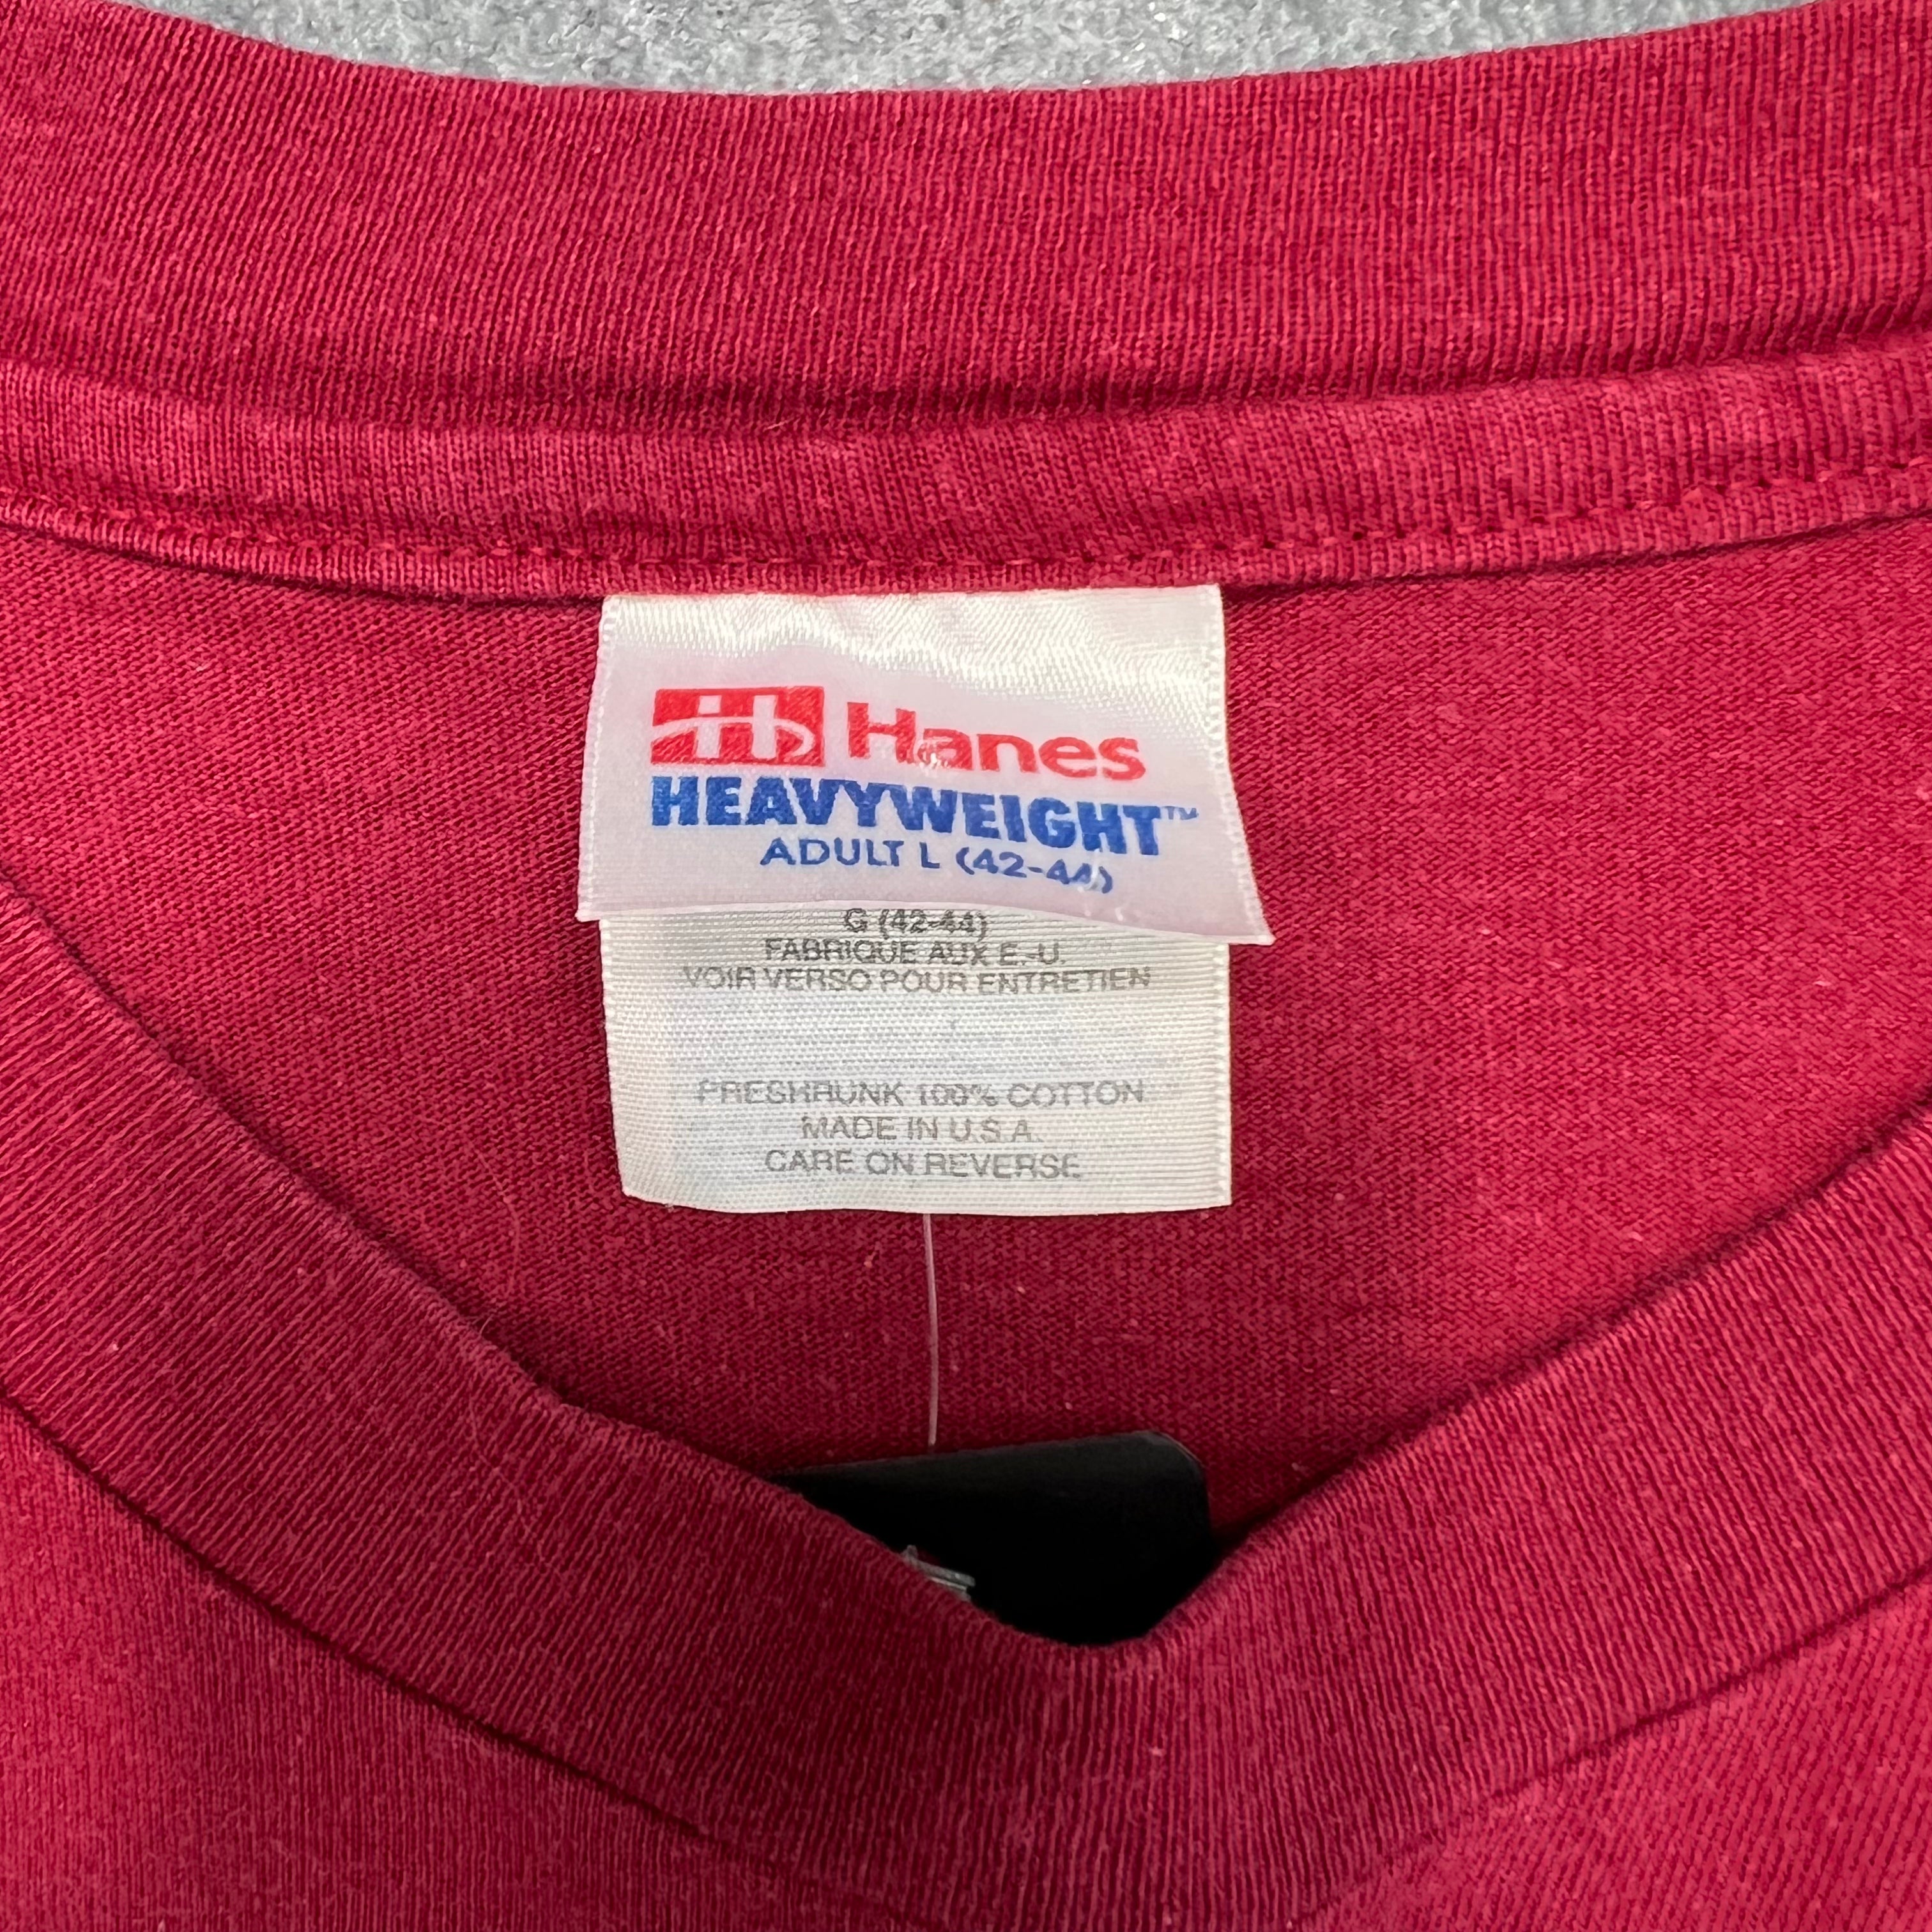 Hanes
HEAVYWEIGHT™
ADULT L (42-44)
G (42-44)
FABRIQUE AUX E.-U.
VOIR VERSO POUR ENTRETIEN
PRESHRUNK 100% COTTON
MADE IN U.S.A.
CARE ON REVERSE